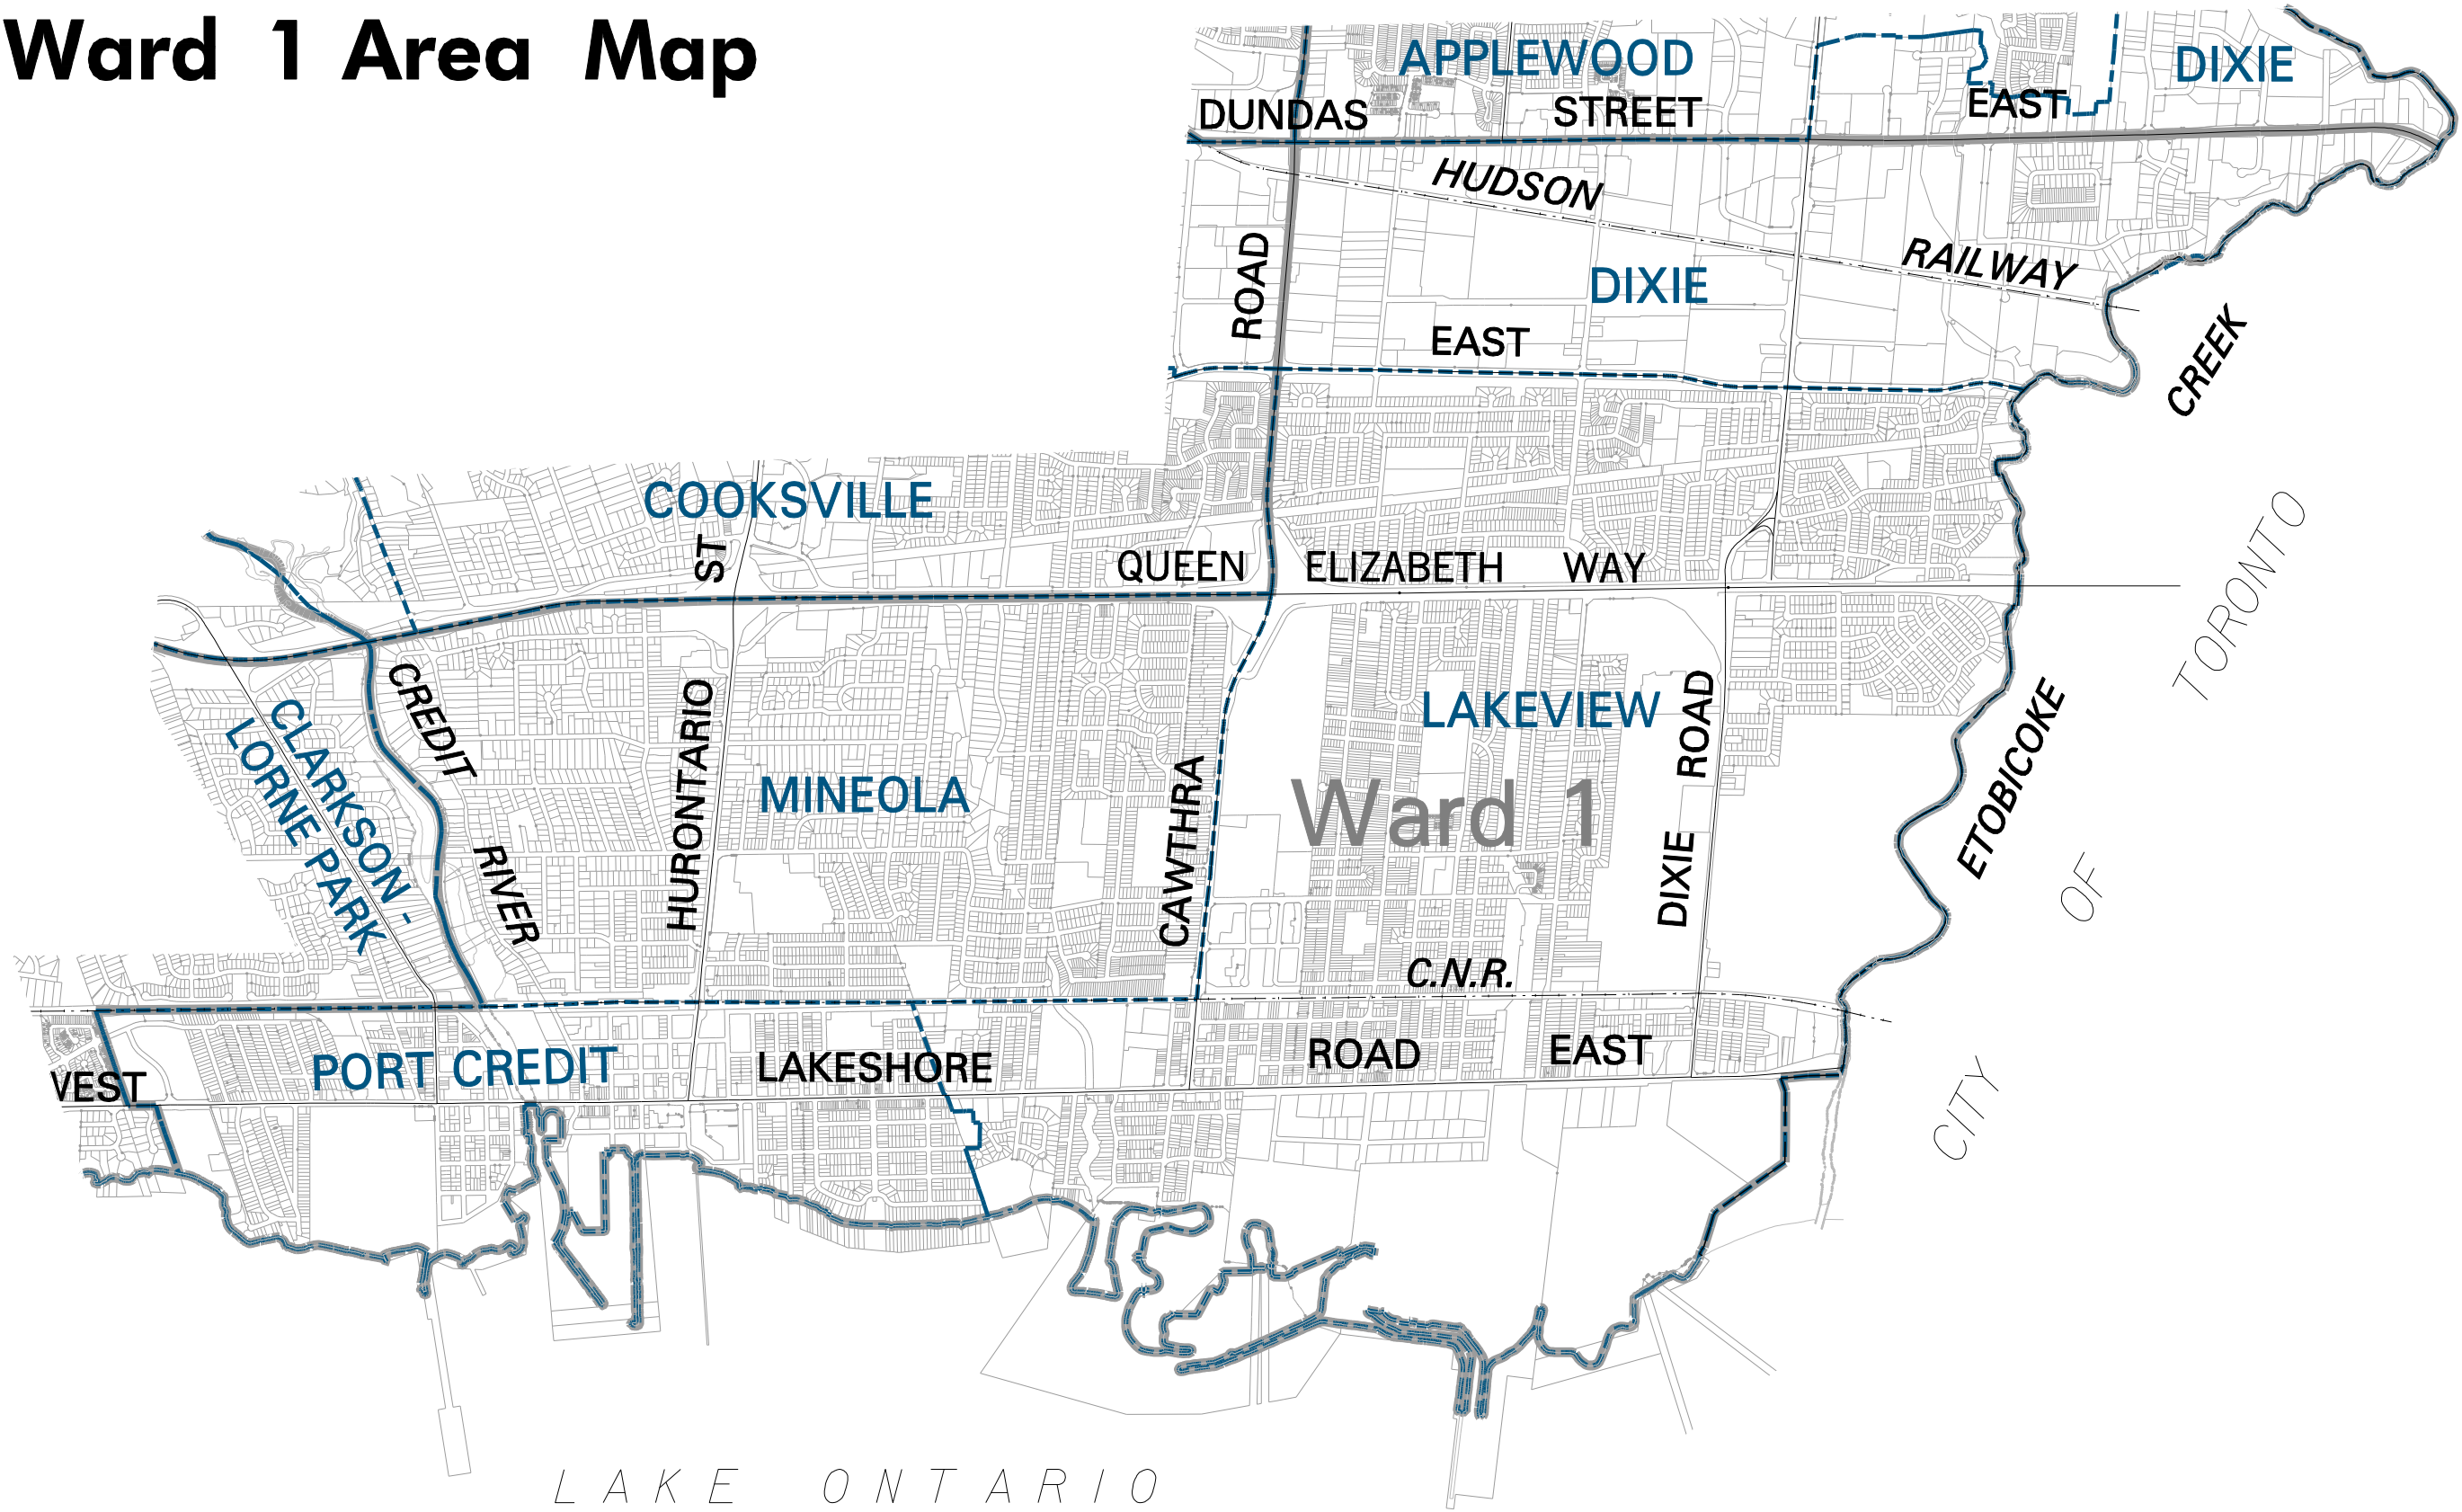 Ward 1 Area Map
APPLEWOOD
DIXIE
DUNDAS STREET EAST
HUDSON RAILWAY
ROAD
DIXIE
EAST
CREEK
COOKSVILLE
ST
QUEEN ELIZABETH WAY
CITY OF TORONTO
CREDIT RIVER
CLARKSON -
LORNE PARK
HURONTARIO
MINEOLA
CAWTHRA
LAKEVIEW
Ward 1
DIXIE ROAD
ETOBICOKE
C.N.R.
PORT CREDIT
VEST
LAKESHORE ROAD EAST
LAKE ONTARIO